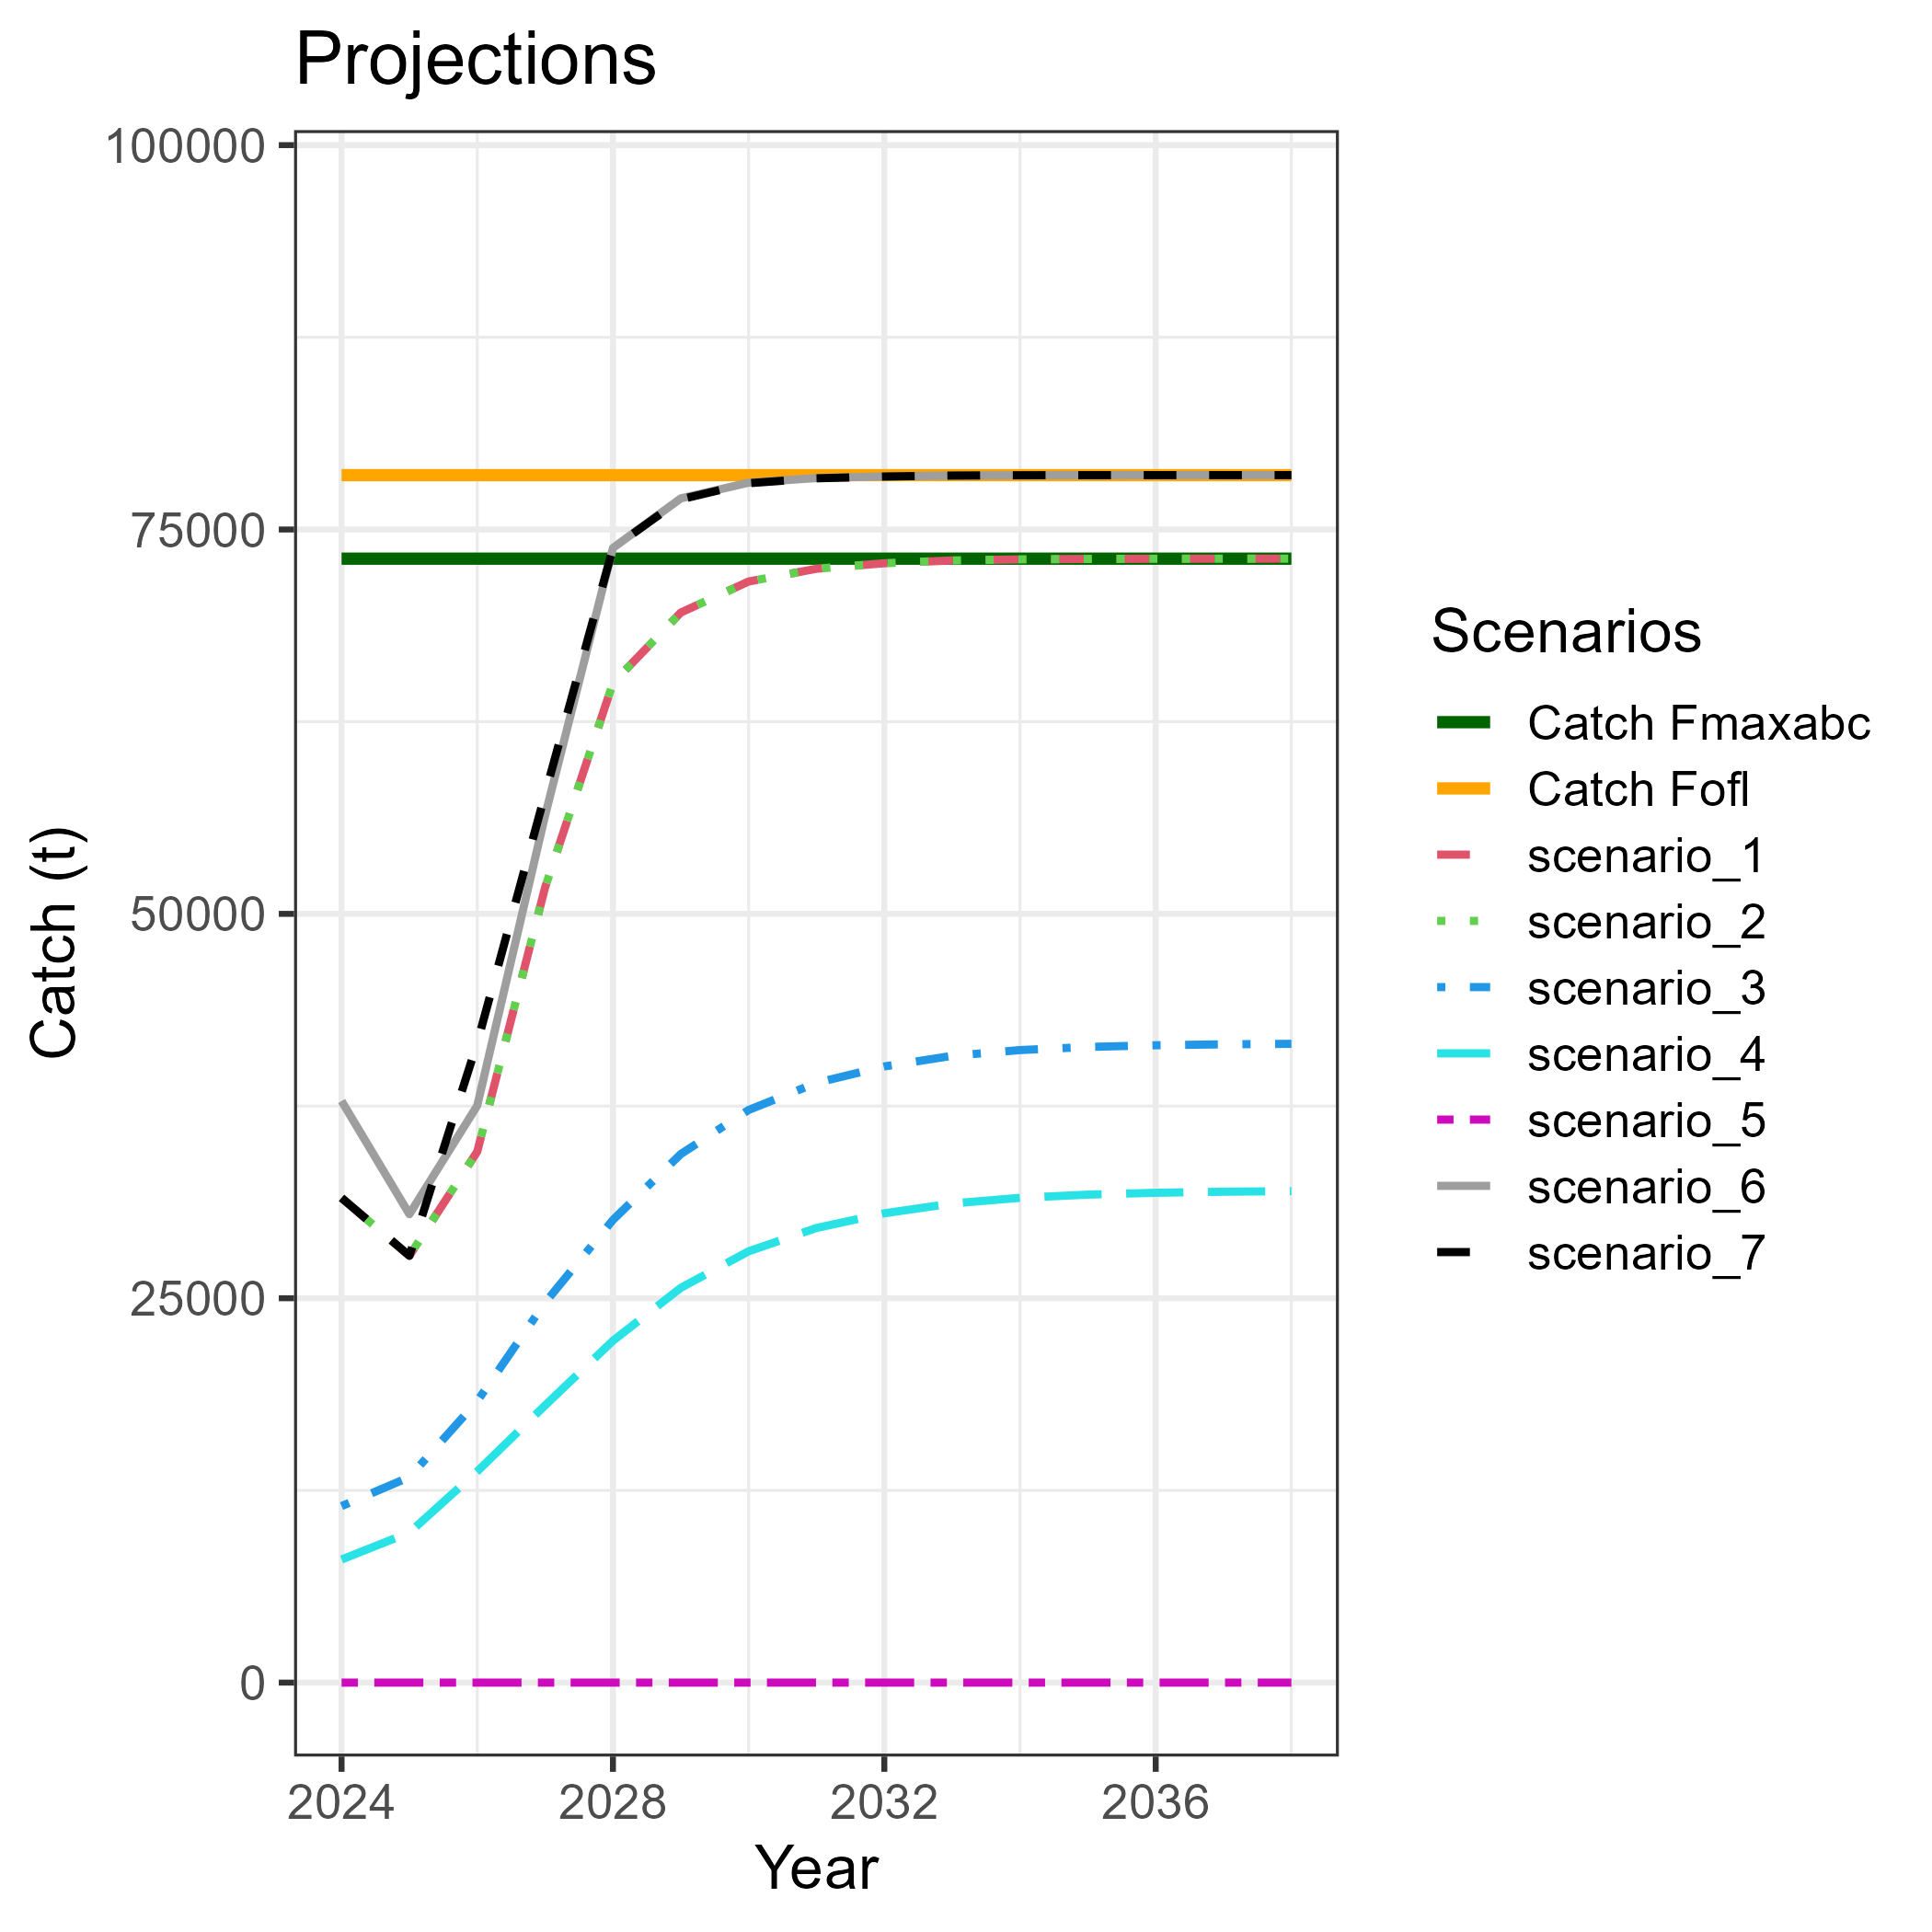 Projections
100000
75000
50000
25000
0
Catch (t)
2024
2028
2032
2036
Year
Scenarios
Catch Fmaxabc
Catch Fofl
scenario_1
scenario_2
scenario_3
scenario_4
scenario_5
scenario_6
scenario_7